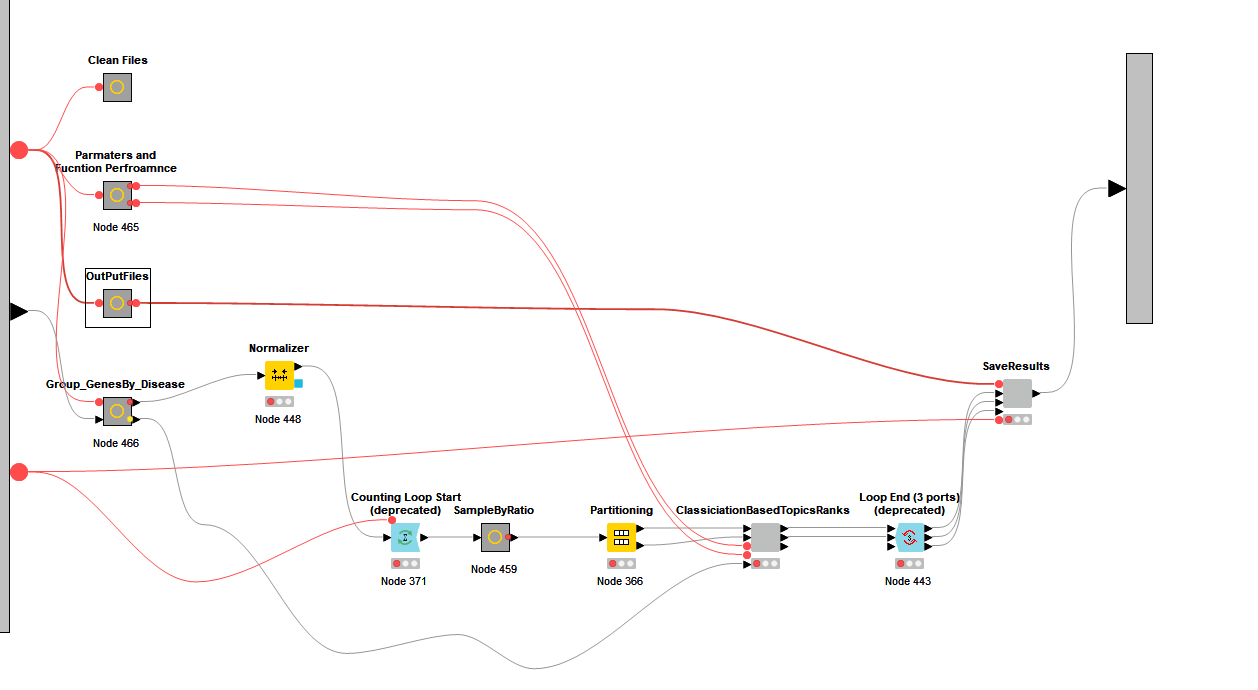 Clean Files
Parmaters and
Fucntion Perfroamnce
Node 465
OutPutFiles
Normalizer
Node 448
Group_GenesBy_Disease
Node 466
SaveResults
Counting Loop Start
(deprecated)
Node 371
SampleByRatio
Node 459
Partitioning
Node 366
ClassiciationBasedTopicsRanks
Loop End (3 ports)
(deprecated)
Node 443